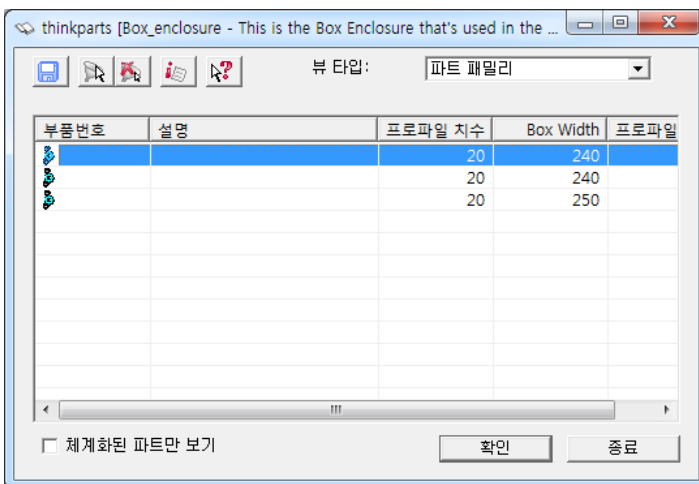 thinkparts [Box_enclosure - This is the Box Enclosure that's used in the ...
뷰 타입: 파트 패밀리
부품번호 설명 프로파일 치수 Box Width 프로파일
20 240
20 240
20 250
체계화된 파트만 보기 확인 종료